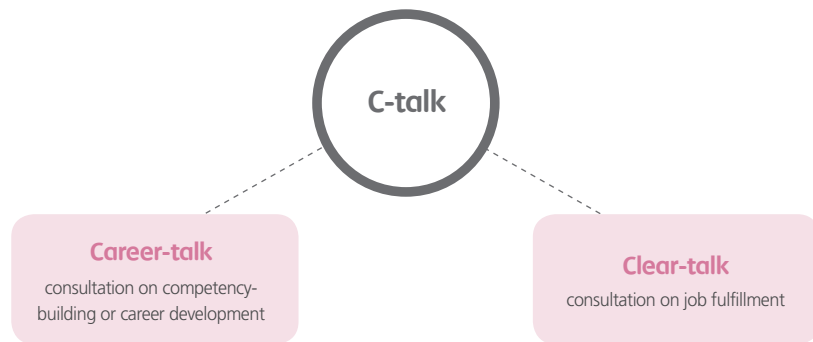 C-talk
Career-talk
consultation on competency-
building or career development
Clear-talk
consultation on job fulfillment